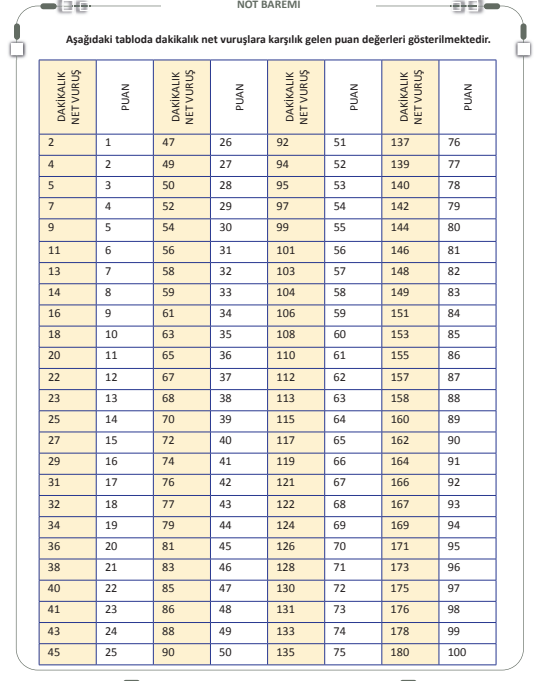 NOT BAREMİ
Aşağıdaki tabloda dakikalık net vuruşlara karşılık gelen puan değerleri gösterilmektedir.
DAKİKALIK NET VURUŞ PUAN DAKİKALIK NET VURUŞ PUAN DAKİKALIK NET VURUŞ PUAN DAKİKALIK NET VURUŞ PUAN
2 1 47 26 92 51 137 76
4 2 49 27 94 52 139 77
5 3 50 28 95 53 140 78
7 4 52 29 97 54 142 79
9 5 54 30 99 55 144 80
11 6 56 31 101 56 146 81
13 7 58 32 103 57 148 82
14 8 59 33 104 58 149 83
16 9 61 34 106 59 151 84
18 10 63 35 108 60 153 85
20 11 65 36 110 61 155 86
22 12 67 37 112 62 157 87
23 13 68 38 113 63 158 88
25 14 70 39 115 64 160 89
27 15 72 40 117 65 162 90
29 16 74 41 119 66 164 91
31 17 76 42 121 67 166 92
32 18 77 43 122 68 167 93
34 19 79 44 124 69 169 94
36 20 81 45 126 70 171 95
38 21 83 46 128 71 173 96
40 22 85 47 130 72 175 97
41 23 86 48 131 73 176 98
43 24 88 49 133 74 178 99
45 25 90 50 135 75 180 100